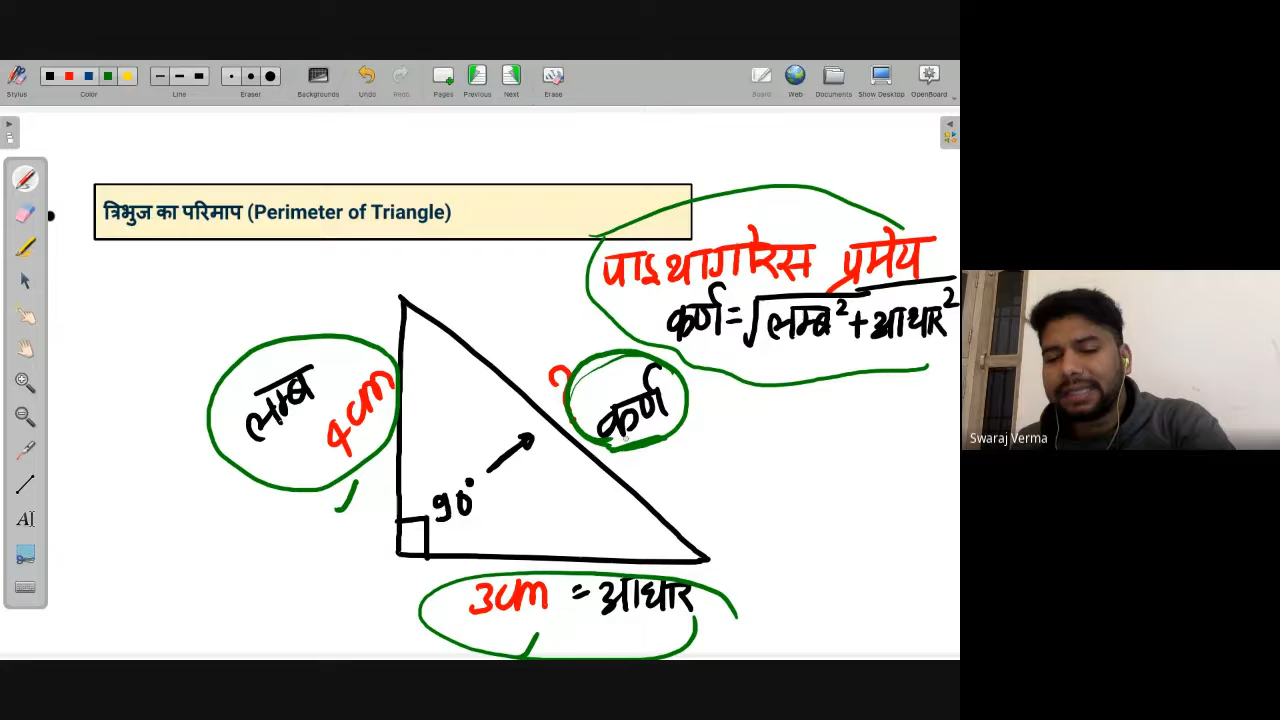 Stylus
Color
Line
Eraser
Backgrounds
Undo
Redo
Pages
Previous
Next
Erase
Board
Web
Documents
Show Desktop
OpenBoard
त्रिभुज का परिमाप (Perimeter of Triangle)
पाइथागोरस प्रमेय
कर्ण = √लम्ब² + आधार²
लम्ब
4cm
?
कर्ण
90°
3cm = आधार
AI
Swaraj Verma